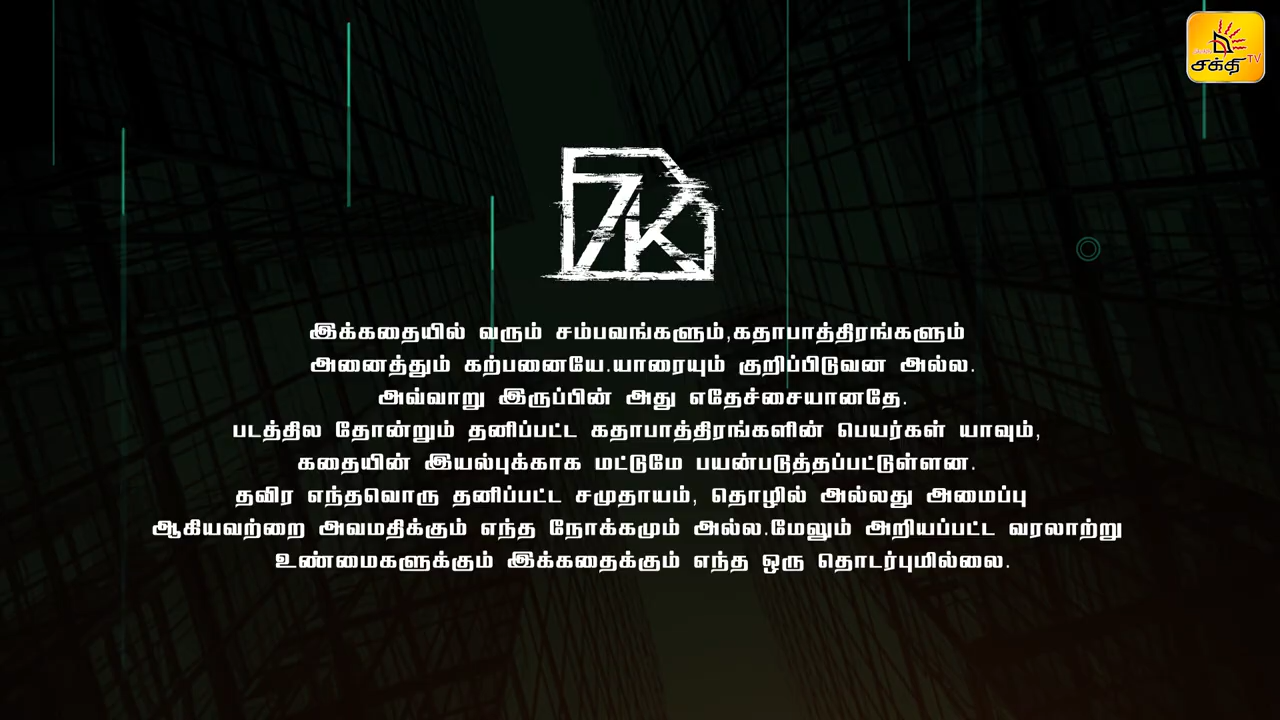 சக்தி TV
7K
இக்கதையில் வரும் சம்பவங்களும்,கதாபாத்திரங்களும்
அனைத்தும் கற்பனையே.யாரையும் குறிப்பிடுவன அல்ல.
அவ்வாறு இருப்பின் அது எதேச்சையானதே.
படத்தில தோன்றும் தனிப்பட்ட கதாபாத்திரங்களின் பெயர்கள் யாவும்,
கதையின் இயல்புக்காக மட்டுமே பயன்படுத்தப்பட்டுள்ளன.
தவிர எந்தவொரு தனிப்பட்ட சமுதாயம், தொழில் அல்லது அமைப்பு
ஆகியவற்றை அவமதிக்கும் எந்த நோக்கமும் அல்ல.மேலும் அறியப்பட்ட வரலாற்று
உண்மைகளுக்கும் இக்கதைக்கும் எந்த ஒரு தொடர்புமில்லை.